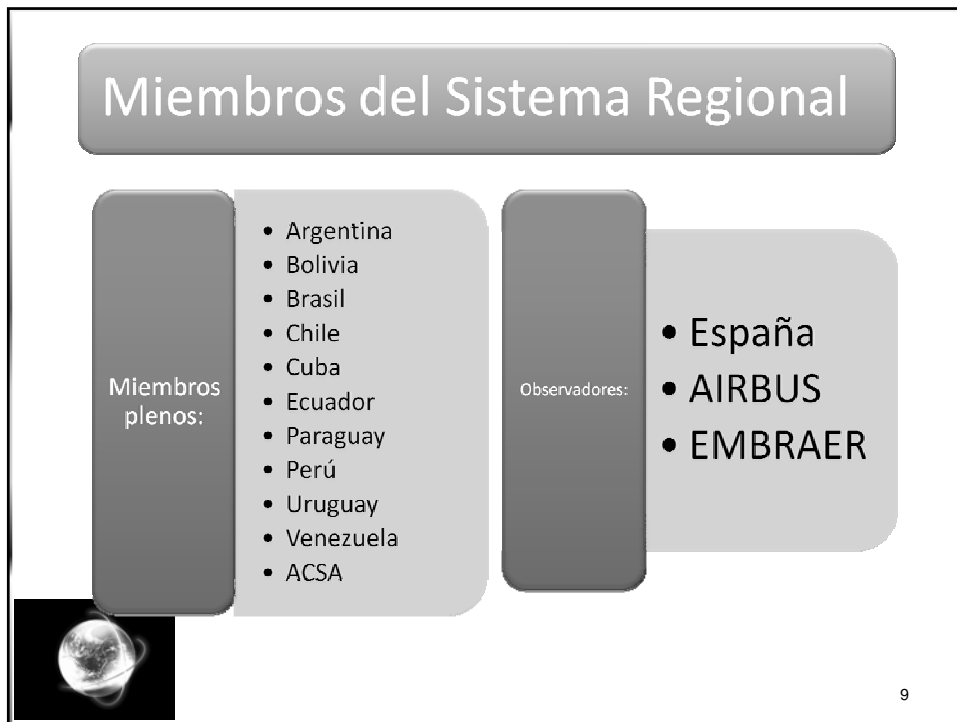 Miembros del Sistema Regional
Miembros
plenos:
• Argentina
• Bolivia
• Brasil
• Chile
• Cuba
• Ecuador
• Paraguay
• Perú
• Uruguay
• Venezuela
• ACSA
Observadores:
• España
• AIRBUS
• EMBRAER
9